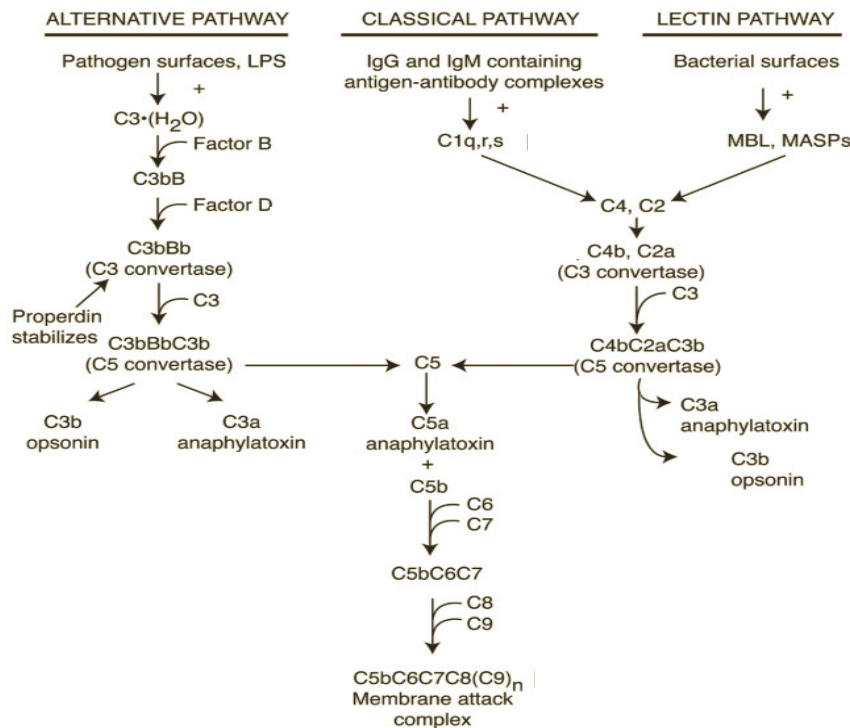 ALTERNATIVE PATHWAY
CLASSICAL PATHWAY
LECTIN PATHWAY
Pathogen surfaces, LPS
+
C3•(H2O)
Factor B
C3bB
Factor D
C3bBb
(C3 convertase)
C3
Properdin
stabilizes
C3bBbC3b
(C5 convertase)
C3b
opsonin
C3a
anaphylatoxin
IgG and IgM containing
antigen-antibody complexes
+
C1q,r,s
Bacterial surfaces
+
MBL, MASPs
C4, C2
C4b, C2a
(C3 convertase)
C3
C4bC2aC3b
(C5 convertase)
C3a
anaphylatoxin
C3b
opsonin
C5
C5a
anaphylatoxin
+
C5b
C6
C7
C5bC6C7
C8
C9
C5bC6C7C8(C9)n
Membrane attack
complex